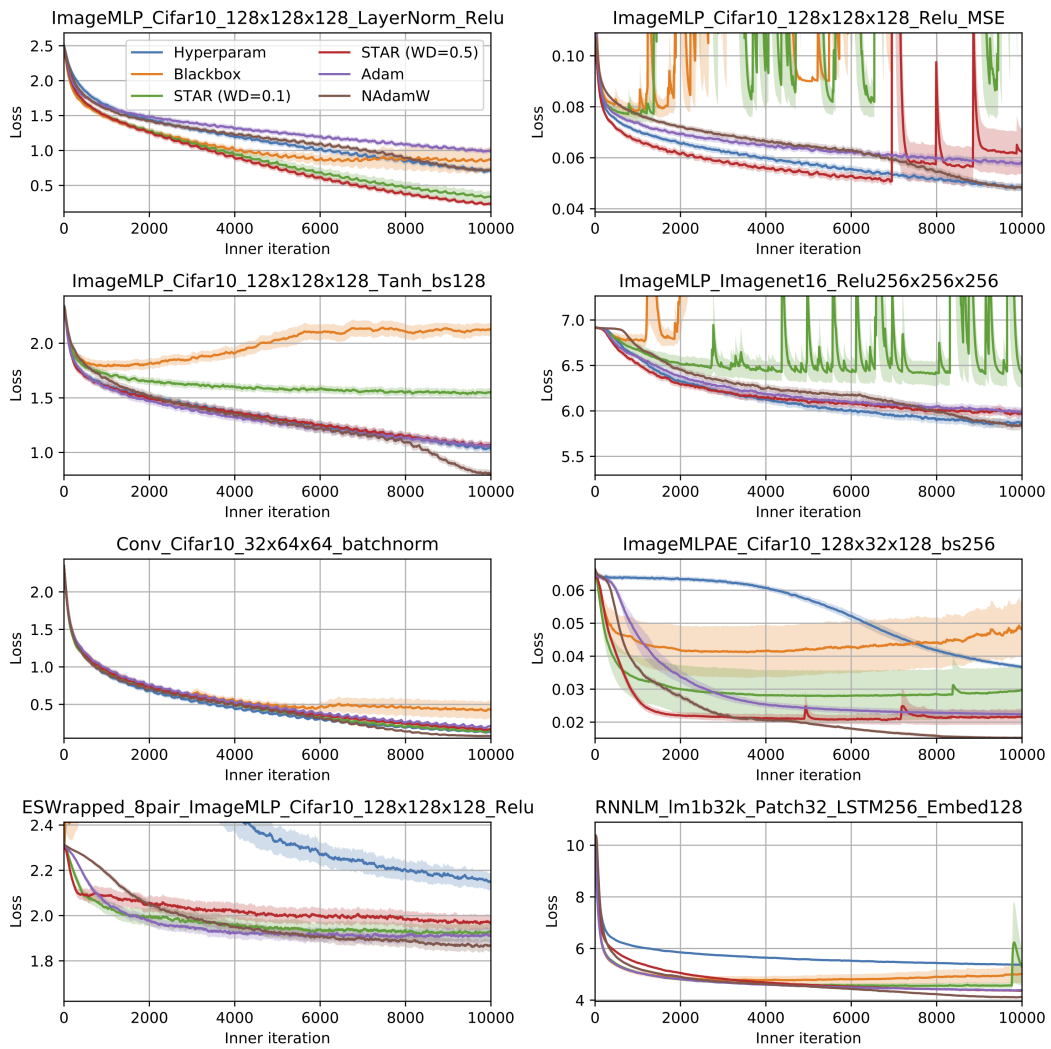 ImageMLP_Cifar10_128x128x128_LayerNorm_Relu
2.5
2.0
1.5
1.0
0.5
Loss
Hyperparam
Blackbox
STAR (WD=0.1)
STAR (WD=0.5)
Adam
NAdamW
0 2000 4000 6000 8000 10000
Inner iteration
ImageMLP_Cifar10_128x128x128_Relu_MSE
0.10
0.08
0.06
0.04
Loss
0 2000 4000 6000 8000 10000
Inner iteration
ImageMLP_Cifar10_128x128x128_Tanh_bs128
2.0
1.5
1.0
Loss
0 2000 4000 6000 8000 10000
Inner iteration
ImageMLP_Imagenet16_Relu256x256x256
7.0
6.5
6.0
5.5
Loss
0 2000 4000 6000 8000 10000
Inner iteration
Conv_Cifar10_32x64x64_batchnorm
2.0
1.5
1.0
0.5
Loss
0 2000 4000 6000 8000 10000
Inner iteration
ImageMLPAE_Cifar10_128x32x128_bs256
0.06
0.05
0.04
0.03
0.02
Loss
0 2000 4000 6000 8000 10000
Inner iteration
ESWrapped_8pair_ImageMLP_Cifar10_128x128x128_Relu
2.4
2.2
2.0
1.8
Loss
0 2000 4000 6000 8000 10000
Inner iteration
RNNLM_lm1b32k_Patch32_LSTM256_Embed128
10
8
6
4
Loss
0 2000 4000 6000 8000 10000
Inner iteration